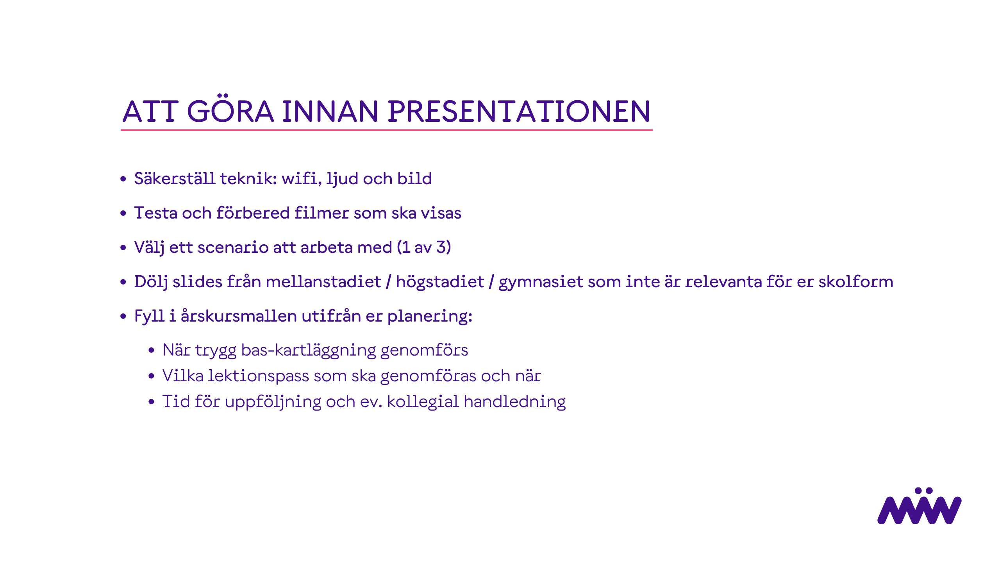 ATT GÖRA INNAN PRESENTATIONEN
• Säkerställ teknik: wifi, ljud och bild
• Testa och förbered filmer som ska visas
• Välj ett scenario att arbeta med (1 av 3)
• Dölj slides från mellanstadiet / högstadiet / gymnasiet som inte är relevanta för er skolform
• Fyll i årskursmallen utifrån er planering:
• När trygg bas-kartläggning genomförs
• Vilka lektionspass som ska genomföras och när
• Tid för uppföljning och ev. kollegial handledning
MÄN